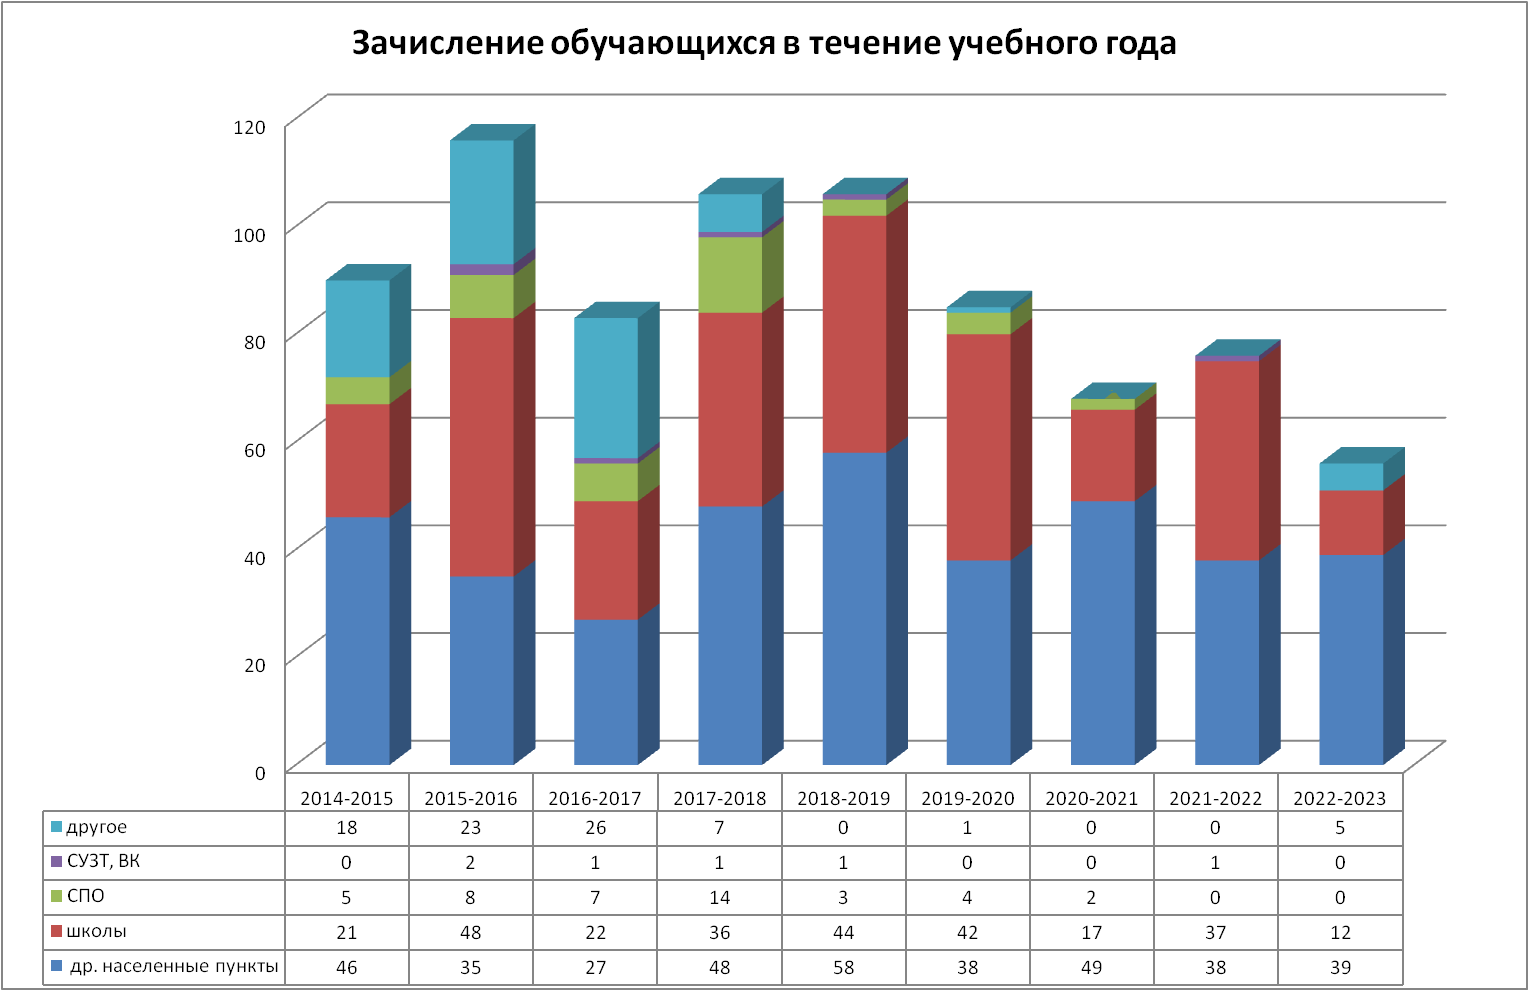 Зачисление обучающихся в течение учебного года
120
100
80
60
40
20
0
2014-2015 2015-2016 2016-2017 2017-2018 2018-2019 2019-2020 2020-2021 2021-2022 2022-2023
другое 18 23 26 7 0 1 0 0 5
СУЗТ, ВК 0 2 1 1 1 0 0 1 0
СПО 5 8 7 14 3 4 2 0 0
школы 21 48 22 36 44 42 17 37 12
др. населенные пункты 46 35 27 48 58 38 49 38 39